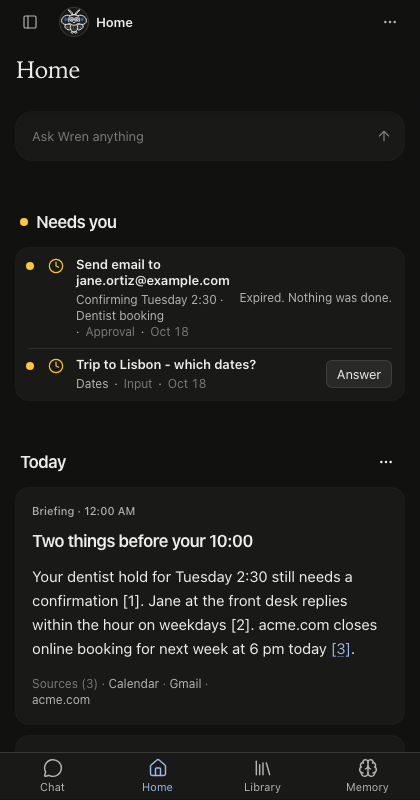 Home
Home
Ask Wren anything
Needs you
Send email to
jane.ortiz@example.com
Confirming Tuesday 2:30 ·
Dentist booking
· Approval · Oct 18
Expired. Nothing was done.
Trip to Lisbon - which dates?
Dates · Input · Oct 18
Answer
Today
Briefing · 12:00 AM
Two things before your 10:00
Your dentist hold for Tuesday 2:30 still needs a
confirmation [1]. Jane at the front desk replies
within the hour on weekdays [2]. acme.com closes
online booking for next week at 6 pm today [3].
Sources (3) · Calendar · Gmail ·
acme.com
Chat
Home
Library
Memory